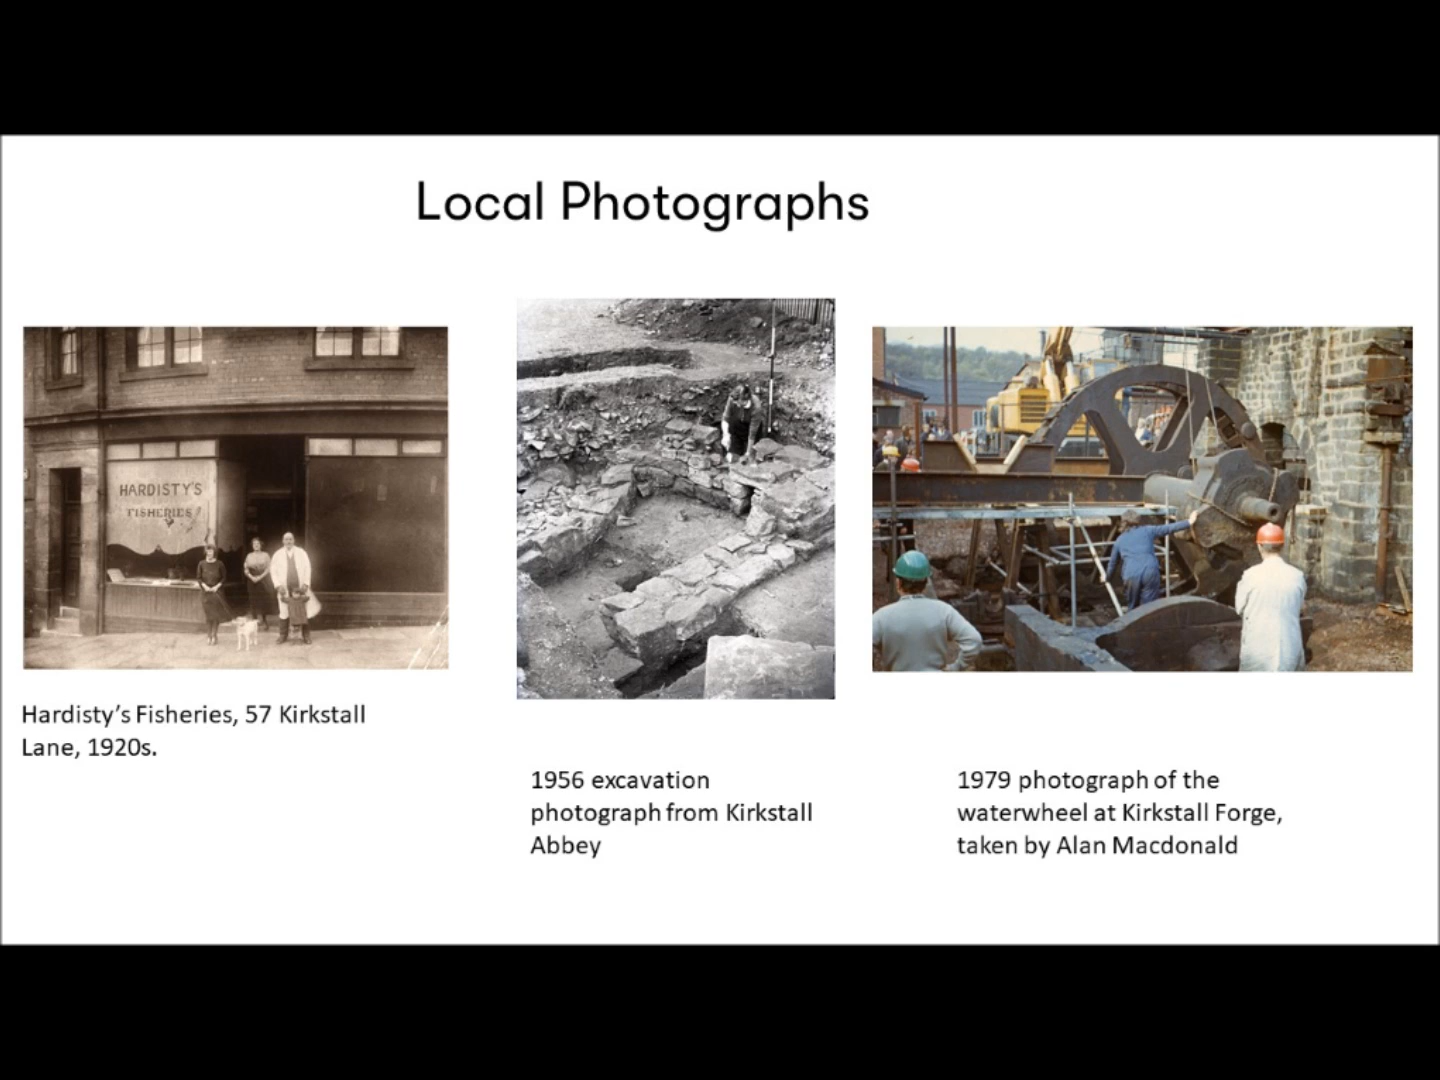 Local Photographs
HARDISTY'S
FISHERIES
Hardisty's Fisheries, 57 Kirkstall
Lane, 1920s.
1956 excavation
photograph from Kirkstall
Abbey
1979 photograph of the
waterwheel at Kirkstall Forge,
taken by Alan Macdonald